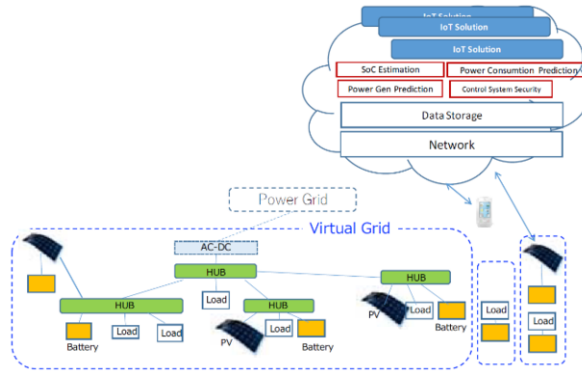 IoT Solution
IoT Solution
IoT Solution
SoC Estimation
Power Consumtion Prediction
Power Gen Prediction
Control System Security
Data Storage
Network
Power Grid
Virtual Grid
AC-DC
HUB
HUB
Load
HUB
HUB
PV
Load
Battery
Load
Load
Battery
Load
PV
Battery
Load
Load